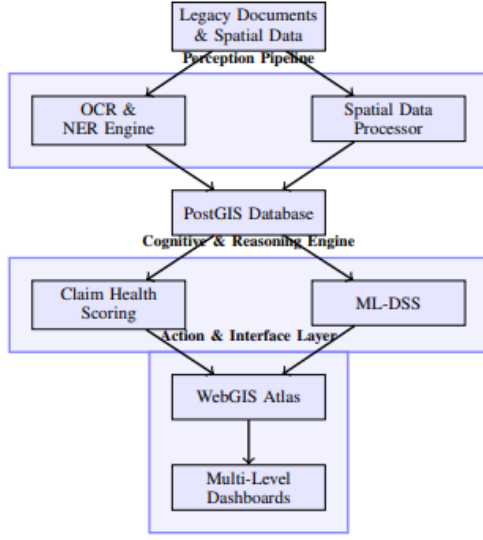 Legacy Documents
& Spatial Data
Perception Pipeline
OCR &
NER Engine
Spatial Data
Processor
PostGIS Database
Cognitive & Reasoning Engine
Claim Health
Scoring
ML-DSS
Action & Interface Layer
WebGIS Atlas
Multi-Level
Dashboards